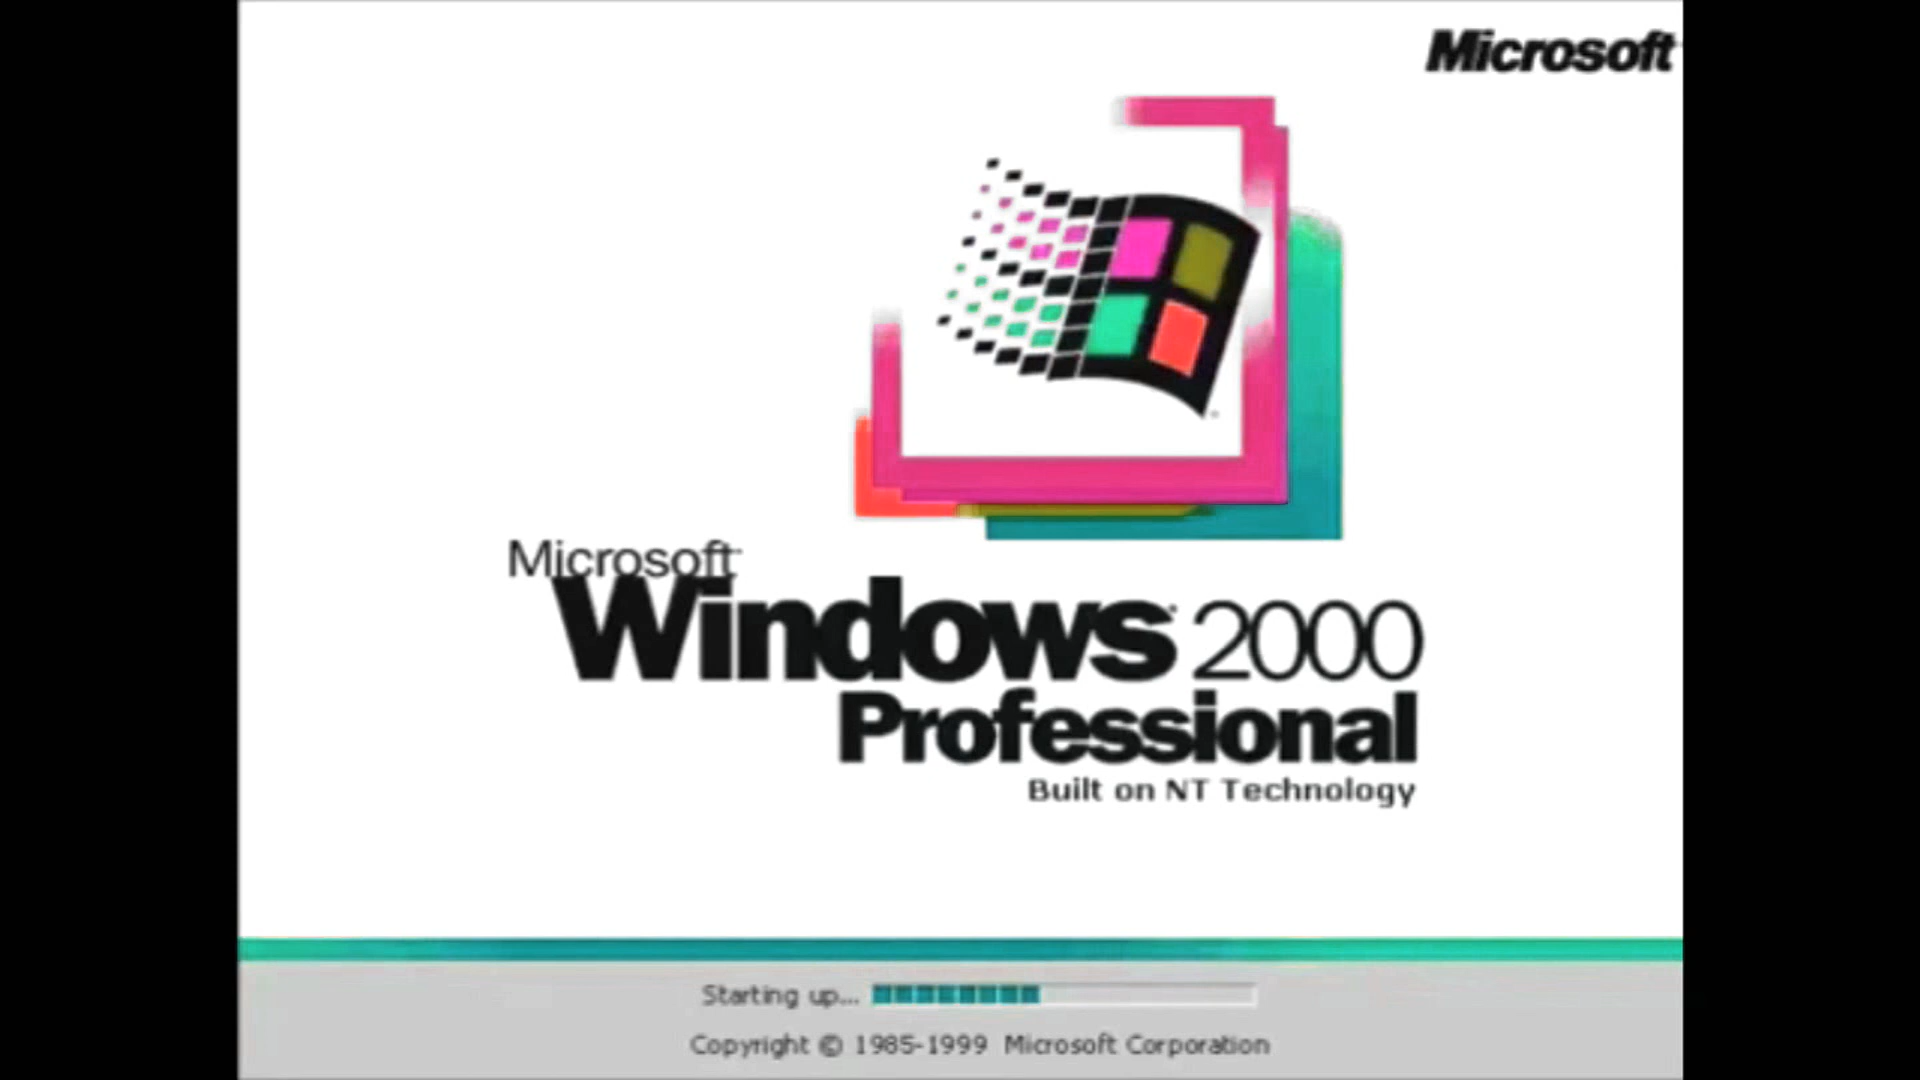 Microsoft
Microsoft
Windows 2000
Professional
Built on NT Technology
Starting up...
Copyright © 1985-1999 Microsoft Corporation